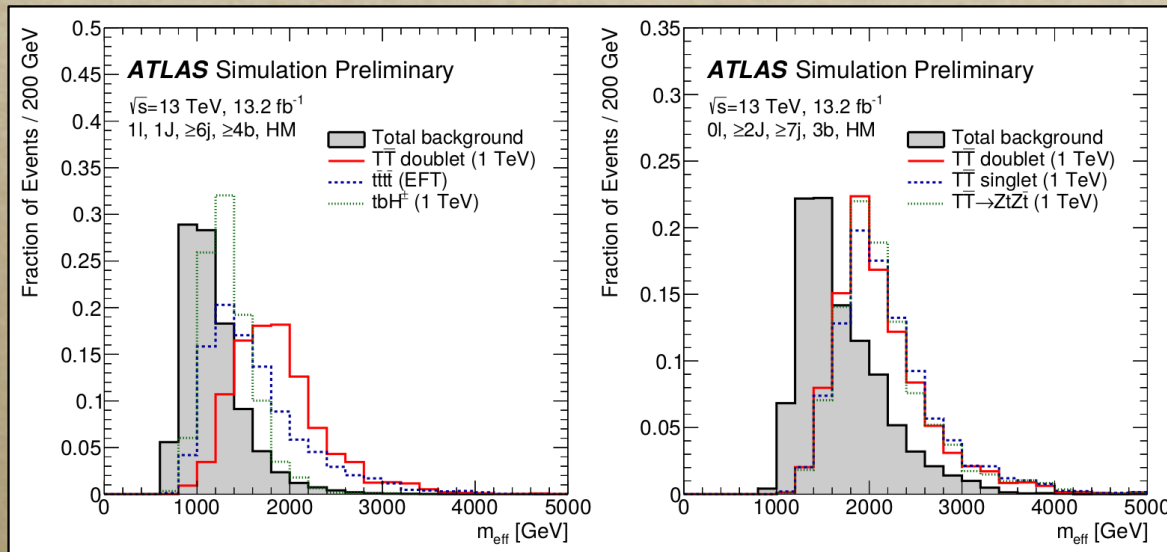 Fraction of Events / 200 GeV
0.5
0.45
0.4
0.35
0.3
0.25
0.2
0.15
0.1
0.05
0
ATLAS Simulation Preliminary
√s=13 TeV, 13.2 fb⁻¹
1l, 1J, ≥6j, ≥4b, HM
Total background
TT̅ doublet (1 TeV)
tt̅tt̅ (EFT)
tbH± (1 TeV)
0 1000 2000 3000 4000 5000
m_eff [GeV]
Fraction of Events / 200 GeV
0.35
0.3
0.25
0.2
0.15
0.1
0.05
0
ATLAS Simulation Preliminary
√s=13 TeV, 13.2 fb⁻¹
0l, ≥2J, ≥7j, 3b, HM
Total background
TT̅ doublet (1 TeV)
TT̅ singlet (1 TeV)
TT̅→ZtZt̅ (1 TeV)
0 1000 2000 3000 4000 5000
m_eff [GeV]